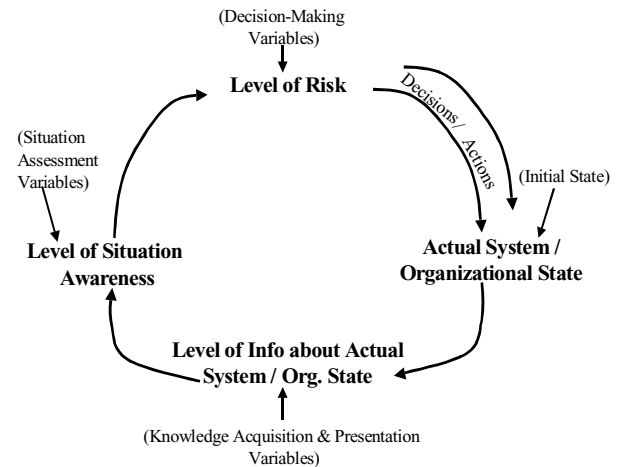 (Decision-Making
Variables)
Level of Risk
Decisions / Actions
(Situation
Assessment
Variables)
(Initial State)
Level of Situation
Awareness
Actual System /
Organizational State
Level of Info about Actual
System / Org. State
(Knowledge Acquisition & Presentation
Variables)